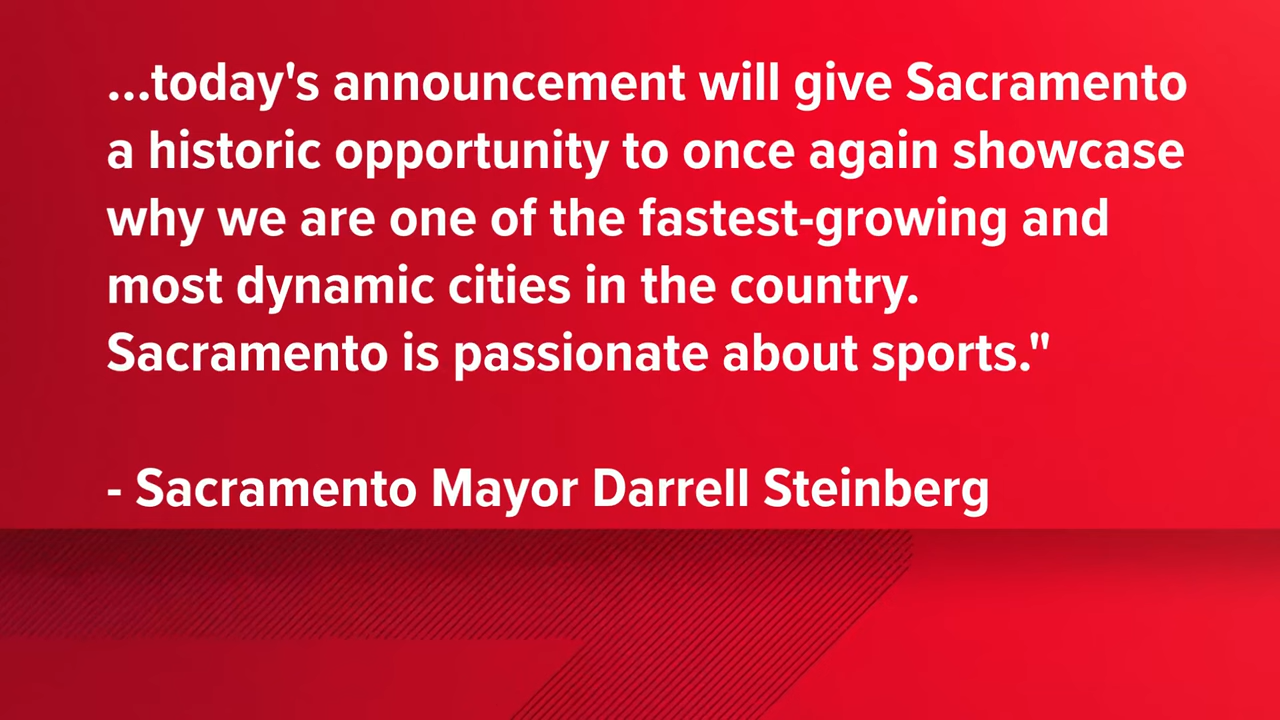 ...today's announcement will give Sacramento
a historic opportunity to once again showcase
why we are one of the fastest-growing and
most dynamic cities in the country.
Sacramento is passionate about sports."
- Sacramento Mayor Darrell Steinberg